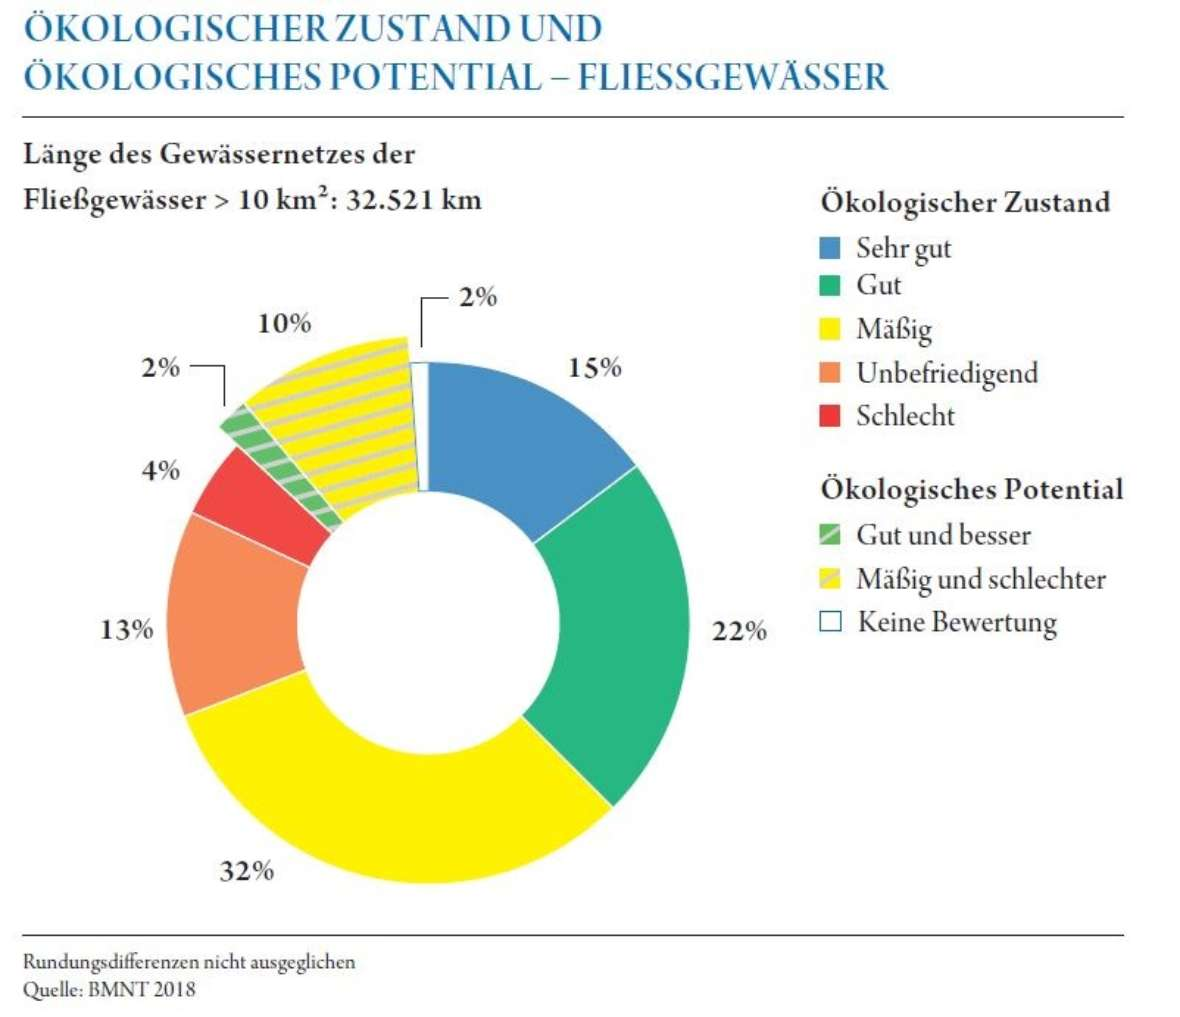 ÖKOLOGISCHER ZUSTAND UND
ÖKOLOGISCHES POTENTIAL – FLIESSGEWÄSSER
Länge des Gewässernetzes der
Fließgewässer > 10 km²: 32.521 km
Ökologischer Zustand
Sehr gut
Gut
Mäßig
Unbefriedigend
Schlecht
Ökologisches Potential
Gut und besser
Mäßig und schlechter
Keine Bewertung
2%
10%
2%
15%
4%
13%
22%
32%
Rundungsdifferenzen nicht ausgeglichen
Quelle: BMNT 2018